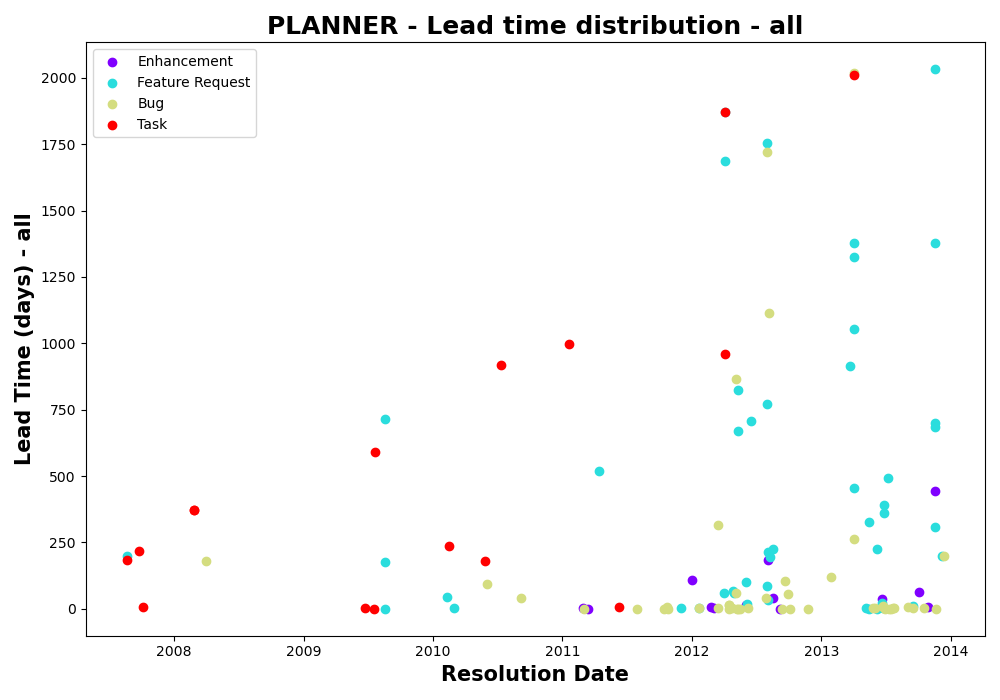 PLANNER - Lead time distribution - all
Enhancement
Feature Request
Bug
Task
Lead Time (days) - all
2000
1750
1500
1250
1000
750
500
250
0
2008 2009 2010 2011 2012 2013 2014
Resolution Date